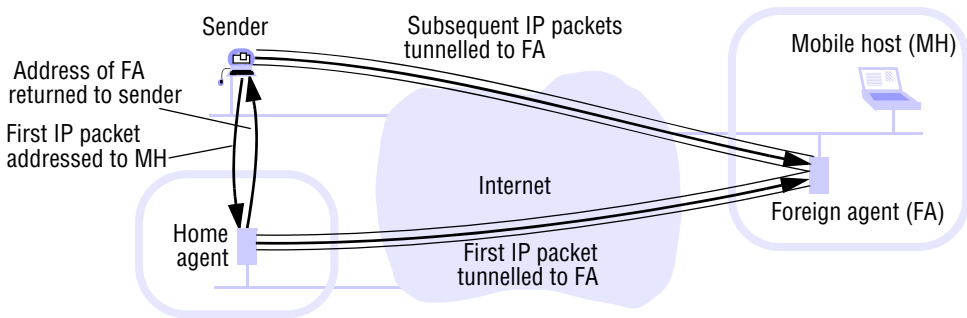 Sender
Subsequent IP packets
tunnelled to FA
Mobile host (MH)
Address of FA
returned to sender
First IP packet
addressed to MH
Internet
Foreign agent (FA)
Home
agent
First IP packet
tunnelled to FA